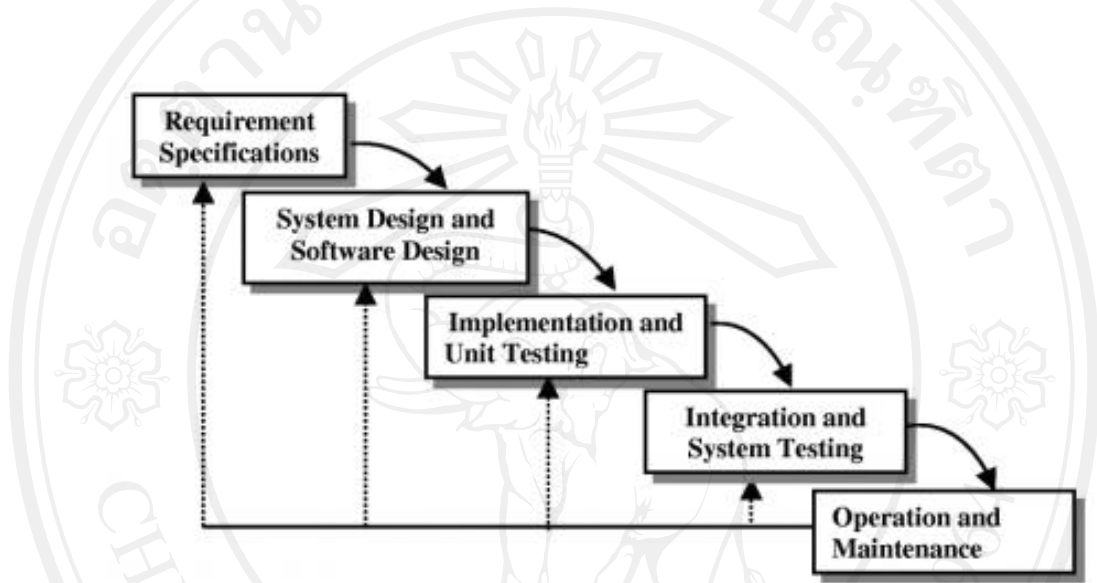 Requirement
Specifications
System Design and
Software Design
Implementation and
Unit Testing
Integration and
System Testing
Operation and
Maintenance